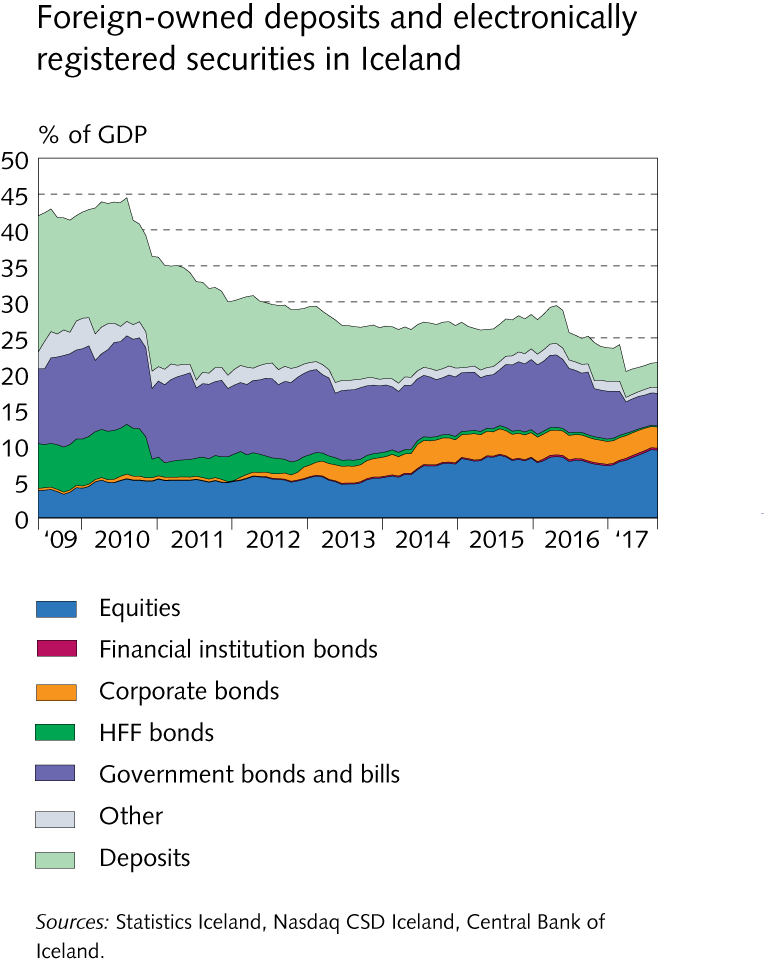 Foreign-owned deposits and electronically
registered securities in Iceland
% of GDP
50
45
40
35
30
25
20
15
10
5
0
‘09 2010 2011 2012 2013 2014 2015 2016 ‘17
Equities
Financial institution bonds
Corporate bonds
HFF bonds
Government bonds and bills
Other
Deposits
Sources: Statistics Iceland, Nasdaq CSD Iceland, Central Bank of
Iceland.